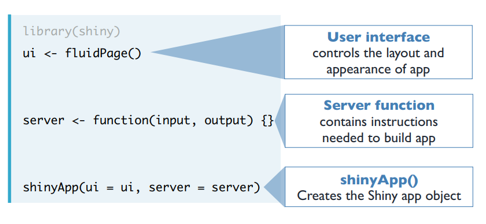 library(shiny)
ui <- fluidPage()
User interface
controls the layout and
appearance of app
server <- function(input, output) {}
Server function
contains instructions
needed to build app
shinyApp(ui = ui, server = server)
shinyApp()
Creates the Shiny app object